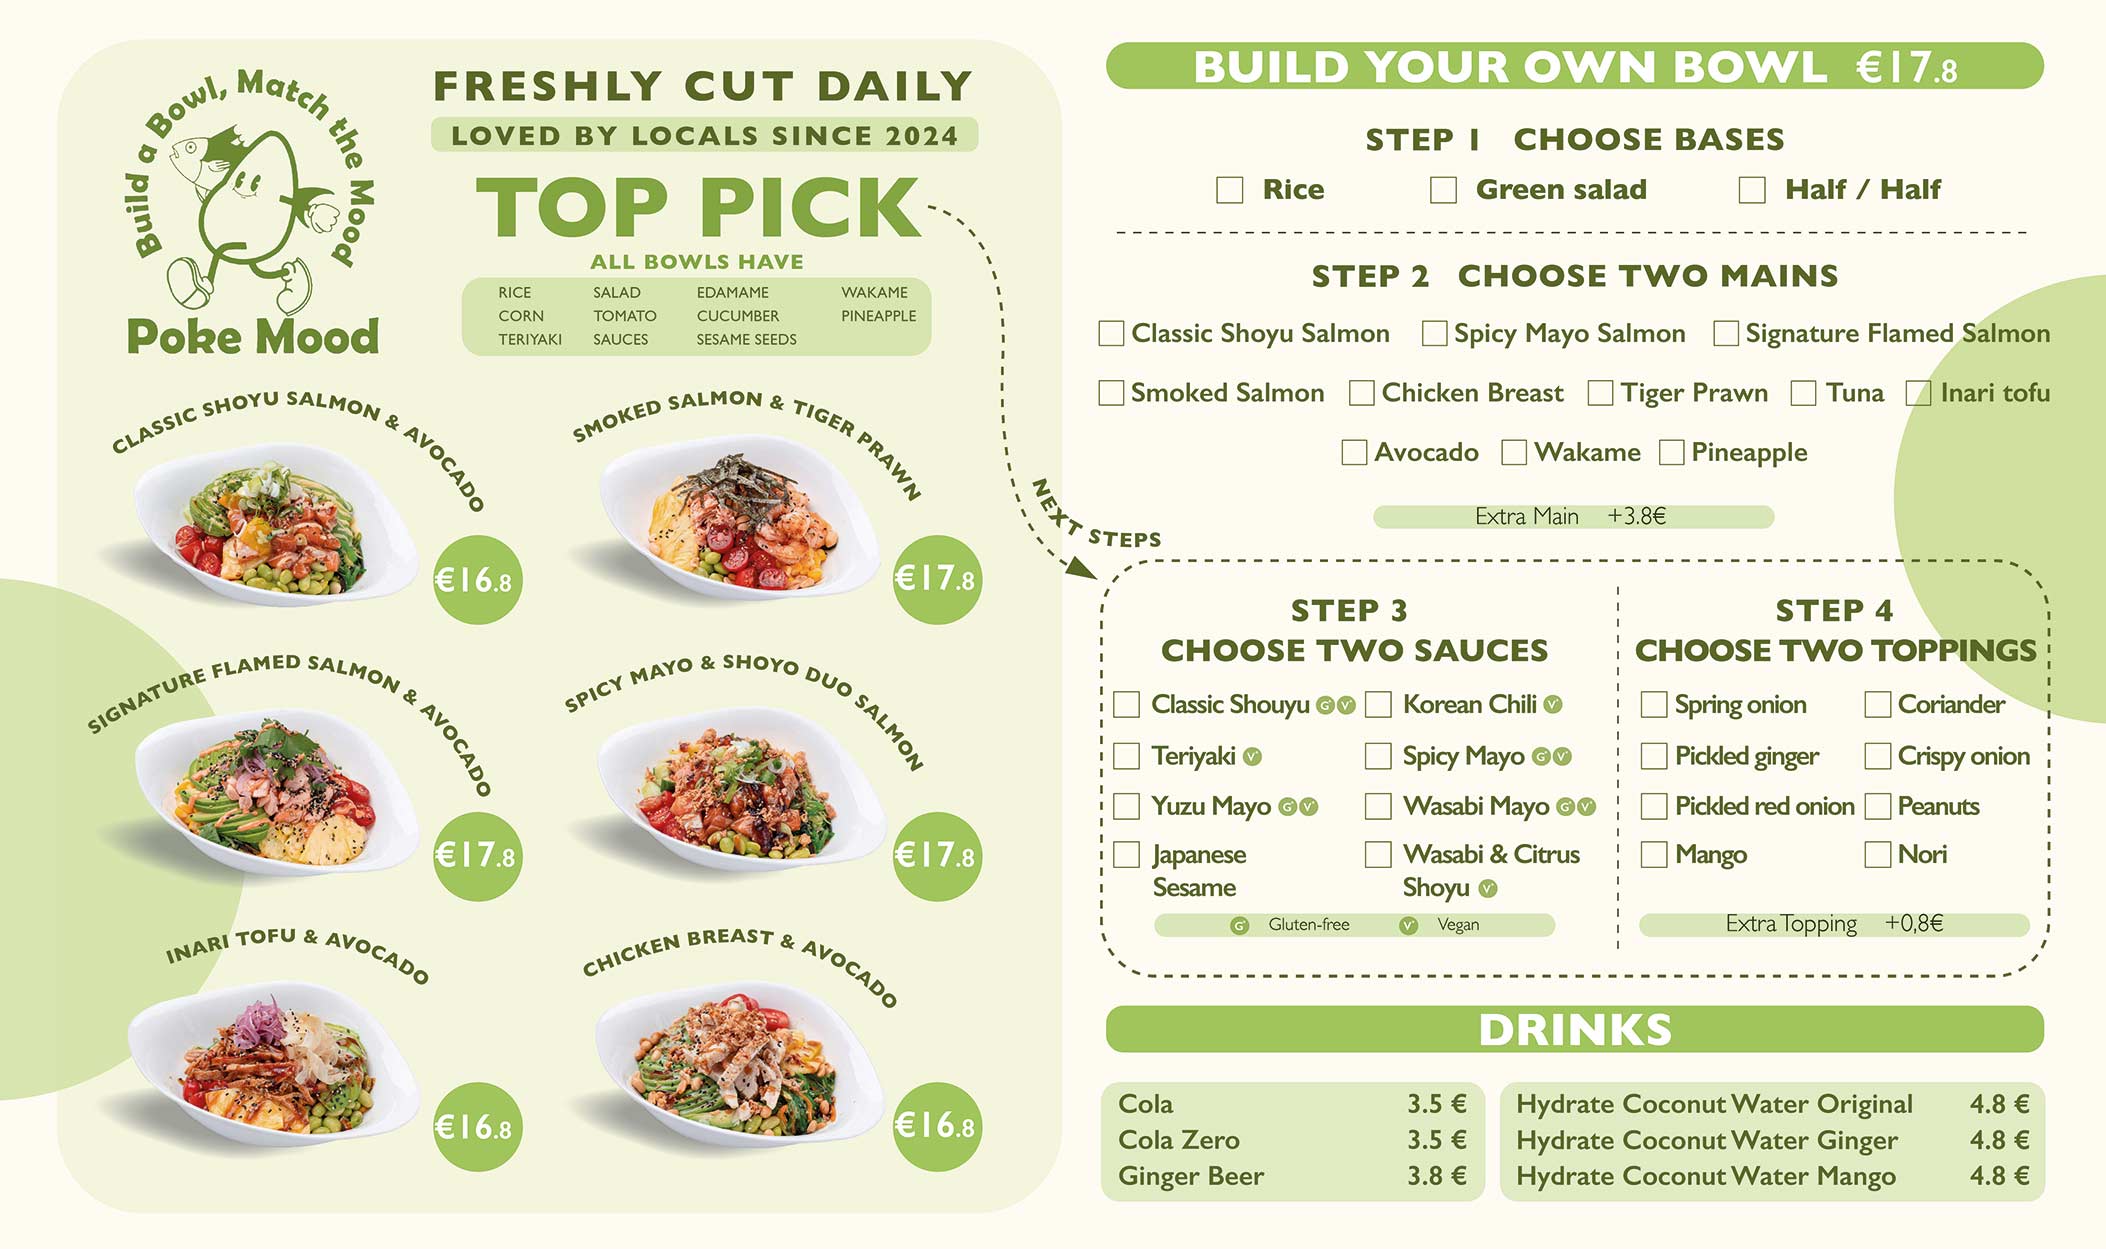 Build a Bowl, Match the Mood
Poke Mood
FRESHLY CUT DAILY
LOVED BY LOCALS SINCE 2024
TOP PICK
ALL BOWLS HAVE
RICE SALAD EDAMAME WAKAME
CORN TOMATO CUCUMBER PINEAPPLE
TERIYAKI SAUCES SESAME SEEDS
CLASSIC SHOYU SALMON & AVOCADO
€16.8
SMOKED SALMON & TIGER PRAWN
€17.8
SIGNATURE FLAMED SALMON & AVOCADO
€17.8
SPICY MAYO & SHOYO DUO SALMON
€17.8
INARI TOFU & AVOCADO
€16.8
CHICKEN BREAST & AVOCADO
€16.8
NEXT STEPS
BUILD YOUR OWN BOWL €17.8
STEP 1 CHOOSE BASES
Rice Green salad Half / Half
STEP 2 CHOOSE TWO MAINS
Classic Shoyu Salmon Spicy Mayo Salmon Signature Flamed Salmon
Smoked Salmon Chicken Breast Tiger Prawn Tuna Inari tofu
Avocado Wakame Pineapple
Extra Main +3.8€
STEP 3
CHOOSE TWO SAUCES
Classic Shouyu G V Korean Chili V
Teriyaki V Spicy Mayo G V
Yuzu Mayo G V Wasabi Mayo G V
Japanese
Sesame
Wasabi & Citrus
Shoyu V
G Gluten-free V Vegan
STEP 4
CHOOSE TWO TOPPINGS
Spring onion Coriander
Pickled ginger Crispy onion
Pickled red onion Peanuts
Mango Nori
Extra Topping +0,8€
DRINKS
Cola 3.5 €
Cola Zero 3.5 €
Ginger Beer 3.8 €
Hydrate Coconut Water Original 4.8 €
Hydrate Coconut Water Ginger 4.8 €
Hydrate Coconut Water Mango 4.8 €